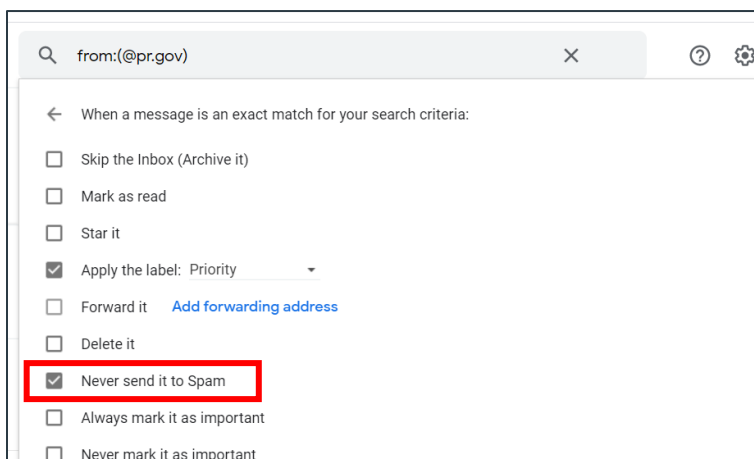 from:(@pr.gov)
When a message is an exact match for your search criteria:
Skip the Inbox (Archive it)
Mark as read
Star it
Apply the label: Priority
Forward it Add forwarding address
Delete it
Never send it to Spam
Always mark it as important
Never mark it as important